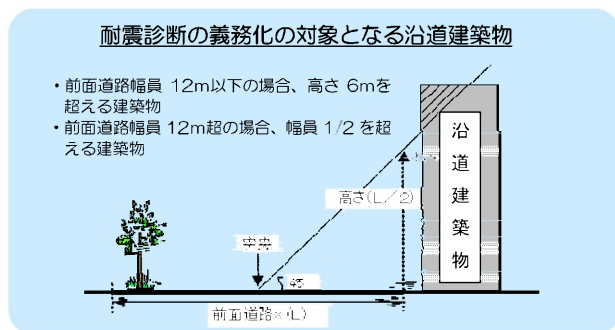 耐震診断の義務化の対象となる沿道建築物
・前面道路幅員 12m以下の場合、高さ 6mを
超える建築物
・前面道路幅員 12m超の場合、幅員 1/2 を超
える建築物
沿道建築物
高さ(L/2)
45
前面道路※(L)